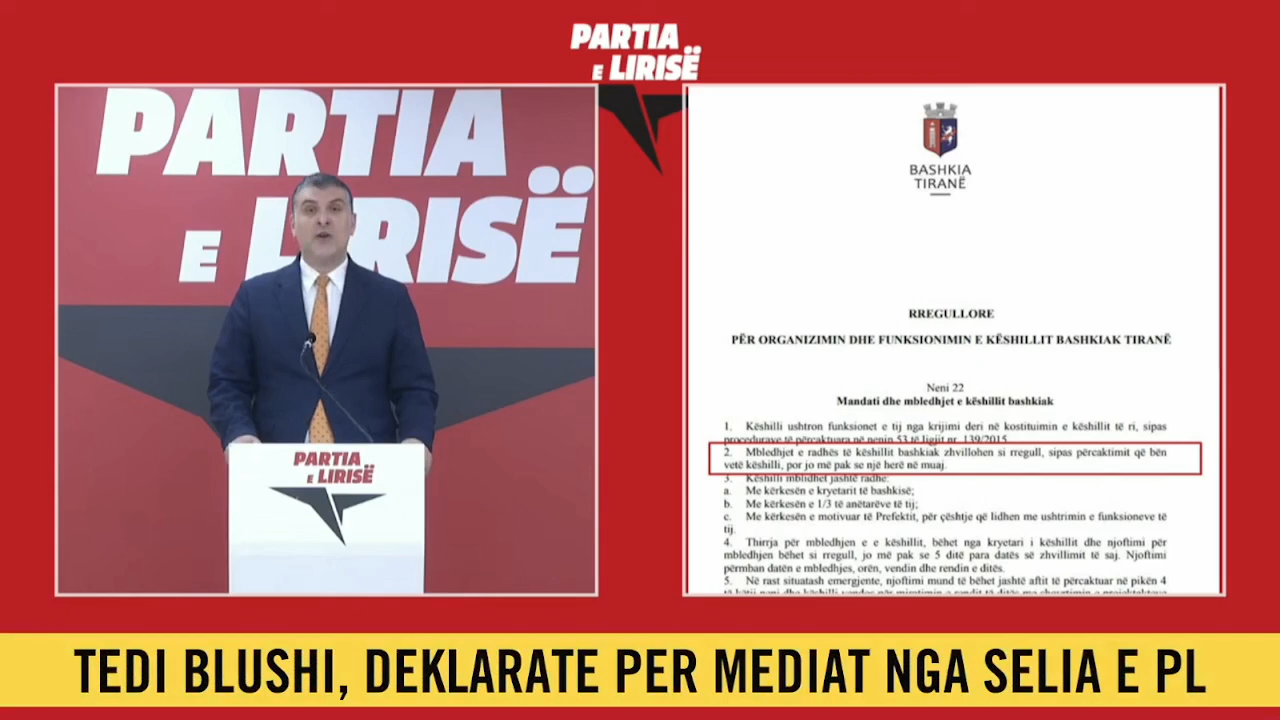 PARTIA
E LIRISË
PARTIA
E LIRISË
PARTIA
E LIRISË
BASHKIA
TIRANË
RREGULLORE
PËR ORGANIZIMIN DHE FUNKSIONIMIN E KËSHILLIT BASHKIAK TIRANË
Neni 22
Mandati dhe mbledhjet e këshillit bashkiak
1. Këshilli ushtron funksionet e tij nga krijimi deri në kostituimin e këshillit të ri, sipas
procedurave të përcaktuara në nenin 53 të ligjit nr. 139/2015.
2. Mbledhjet e radhës të këshillit bashkiak zhvillohen si rregull, sipas përcaktimit që bën
vetë këshilli, por jo më pak se një herë në muaj.
3. Këshilli mblidhet jashtë radhe:
a. Me kërkesën e kryetarit të bashkisë;
b. Me kërkesën e 1/3 të anëtarëve të tij;
c. Me kërkesën e motivuar të Prefektit, për çështje që lidhen me ushtrimin e funksioneve të
tij.
4. Thirrja për mbledhjen e e këshillit, bëhet nga kryetari i këshillit dhe njoftimi për
mbledhjen bëhet si rregull, jo më pak se 5 ditë para datës së zhvillimit të saj. Njoftimi
përmban datën e mbledhjes, orën, vendin dhe rendin e ditës.
5. Në rast situatash emergjente, njoftimi mund të bëhet jashtë aftit të përcaktuar në pikën 4
TEDI BLUSHI, DEKLARATE PER MEDIAT NGA SELIA E PL